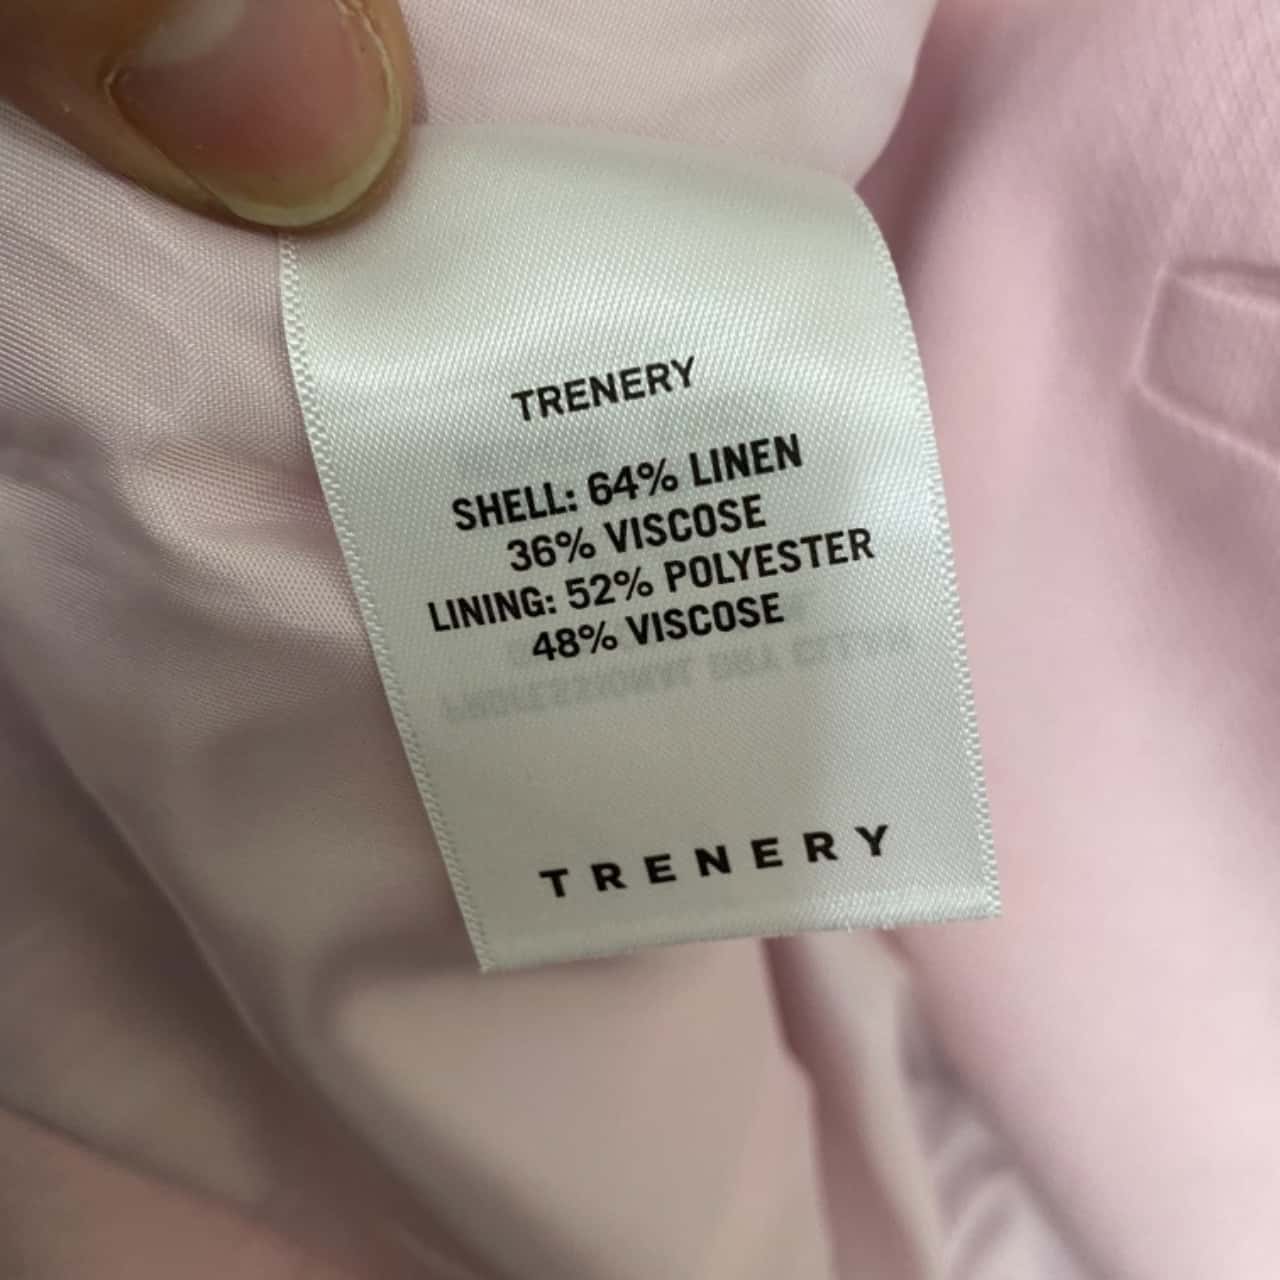 TRENERY
SHELL: 64% LINEN
36% VISCOSE
LINING: 52% POLYESTER
48% VISCOSE
TRENERY